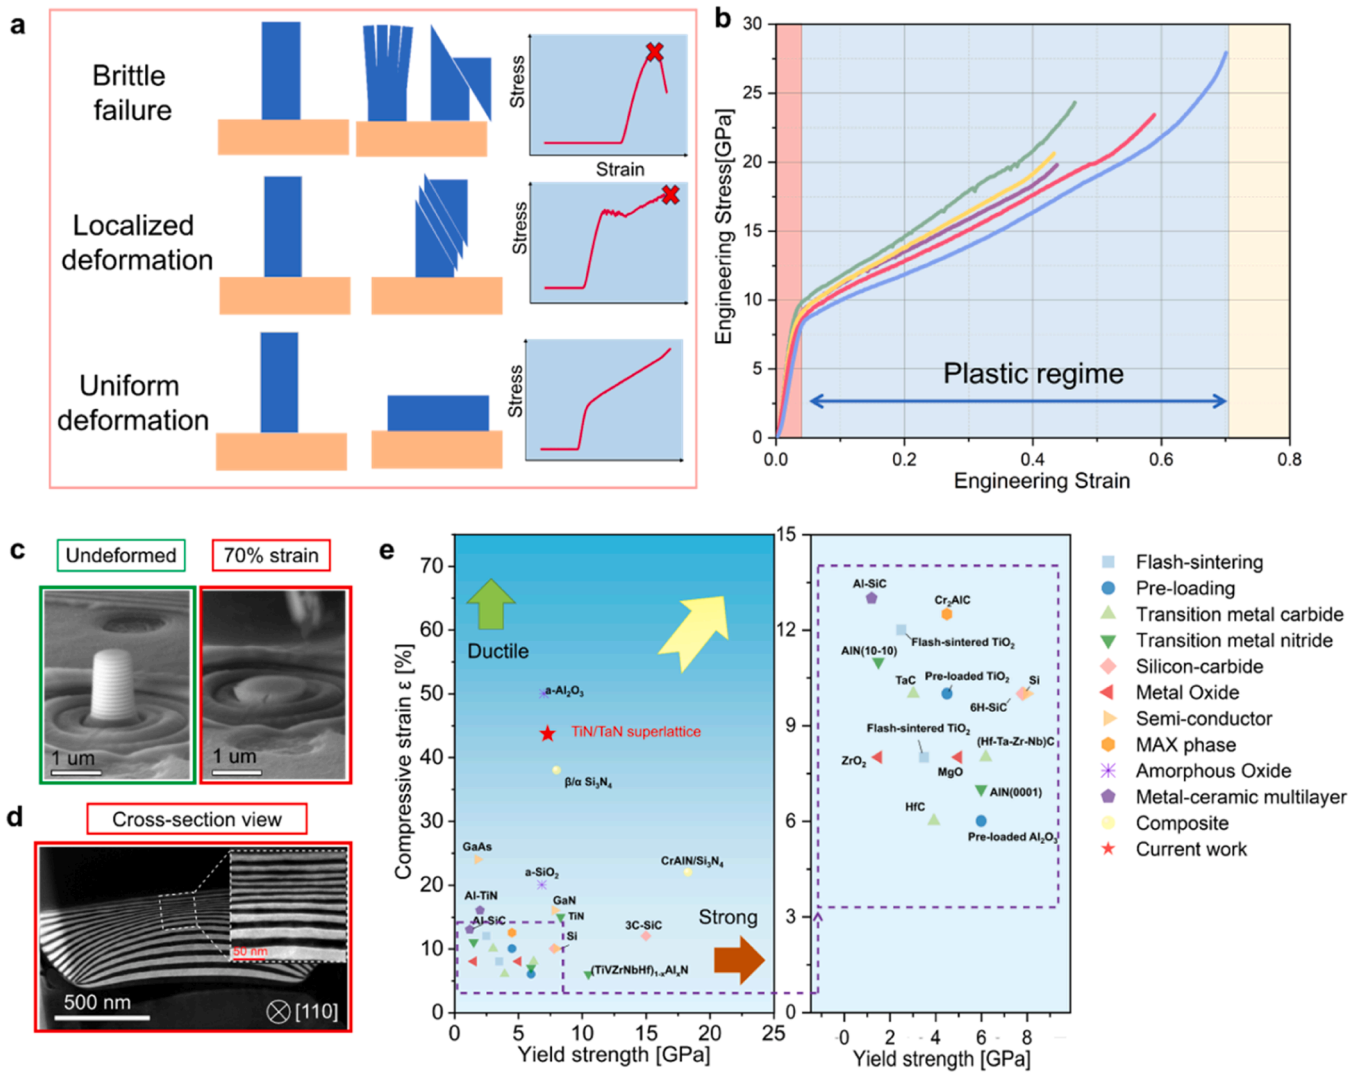 a
Brittle
failure
Stress
Strain
Localized
deformation
Stress
Uniform
deformation
Stress
b
30
25
20
15
10
5
0
Engineering Stress[GPa]
Plastic regime
0.0
0.2
0.4
0.6
0.8
Engineering Strain
c
Undeformed
70% strain
1 um
1 um
d
Cross-section view
50 nm
500 nm
[110]
e
70
60
50
40
30
20
10
0
Compressive strain ε [%]
Ductile
a-Al₂O₃
TiN/TaN superlattice
β/α Si₃N₄
GaAs
a-SiO₂
CrAlN/Si₃N₄
Al-TiN
GaN
TiN
Al-SiC
Si
3C-SiC
Strong
(TiVZrNbHf)₁₋ₓAlₓN
0
5
10
15
20
25
Yield strength [GPa]
15
12
9
6
3
0
Al-SiC
Cr₂AlC
Flash-sintered TiO₂
AlN(10-10)
TaC
Pre-loaded TiO₂
Si
6H-SiC
Flash-sintered TiO₂
(Hf-Ta-Zr-Nb)C
ZrO₂
MgO
AlN(0001)
HfC
Pre-loaded Al₂O₃
0
2
4
6
8
Yield strength [GPa]
Flash-sintering
Pre-loading
Transition metal carbide
Transition metal nitride
Silicon-carbide
Metal Oxide
Semi-conductor
MAX phase
Amorphous Oxide
Metal-ceramic multilayer
Composite
Current work